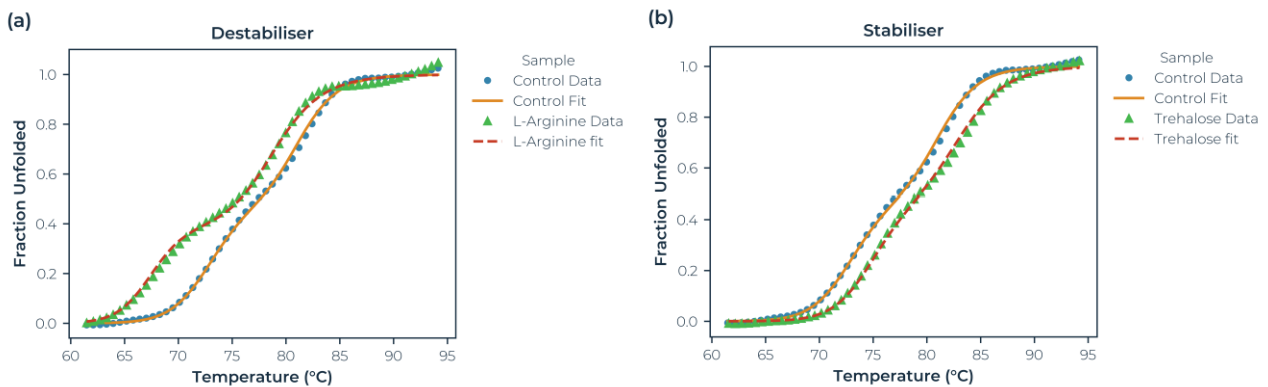 (a)
Destabiliser
Fraction Unfolded
1.0
0.8
0.6
0.4
0.2
0.0
60 65 70 75 80 85 90 95
Temperature (°C)
Sample
Control Data
Control Fit
L-Arginine Data
L-Arginine fit
(b)
Stabiliser
Fraction Unfolded
1.0
0.8
0.6
0.4
0.2
0.0
60 65 70 75 80 85 90 95
Temperature (°C)
Sample
Control Data
Control Fit
Trehalose Data
Trehalose fit